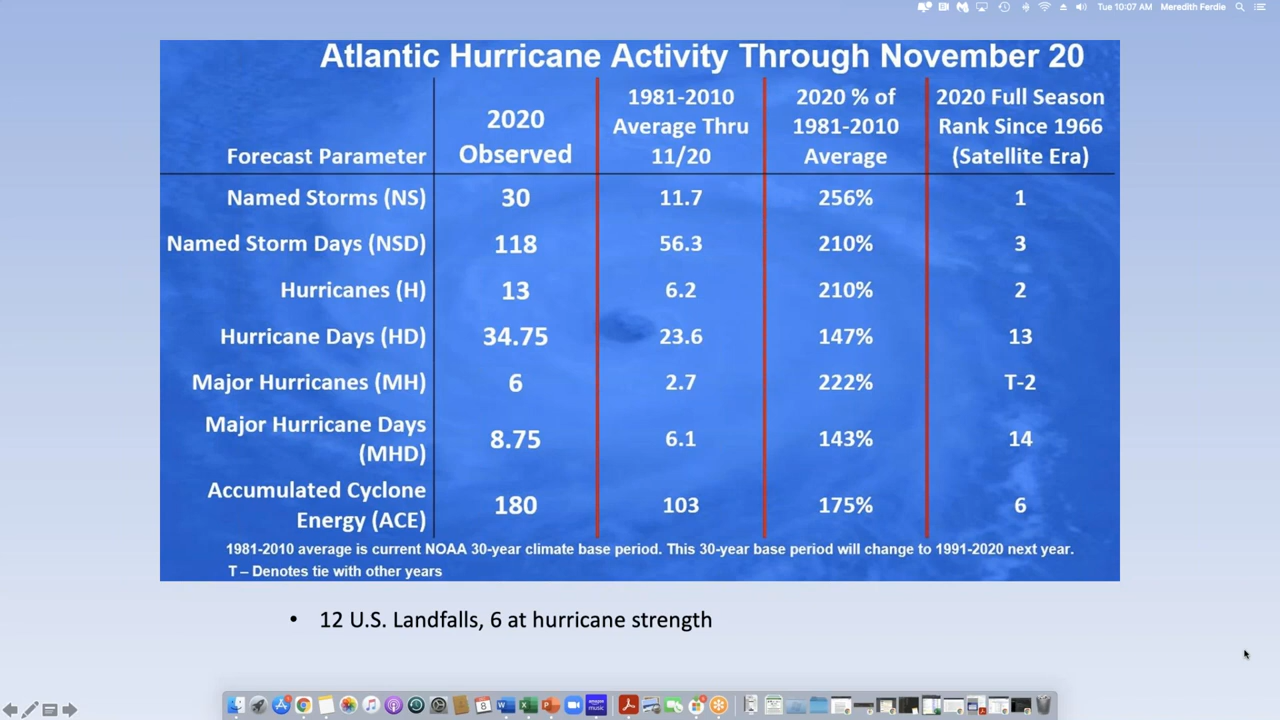 Tue 10:07 AM Meredith Ferdie
Atlantic Hurricane Activity Through November 20
Forecast Parameter 2020 Observed 1981-2010 Average Thru 11/20 2020 % of 1981-2010 Average 2020 Full Season Rank Since 1966 (Satellite Era)
Named Storms (NS) 30 11.7 256% 1
Named Storm Days (NSD) 118 56.3 210% 3
Hurricanes (H) 13 6.2 210% 2
Hurricane Days (HD) 34.75 23.6 147% 13
Major Hurricanes (MH) 6 2.7 222% T-2
Major Hurricane Days (MHD) 8.75 6.1 143% 14
Accumulated Cyclone Energy (ACE) 180 103 175% 6
1981-2010 average is current NOAA 30-year climate base period. This 30-year base period will change to 1991-2020 next year.
T – Denotes tie with other years
• 12 U.S. Landfalls, 6 at hurricane strength